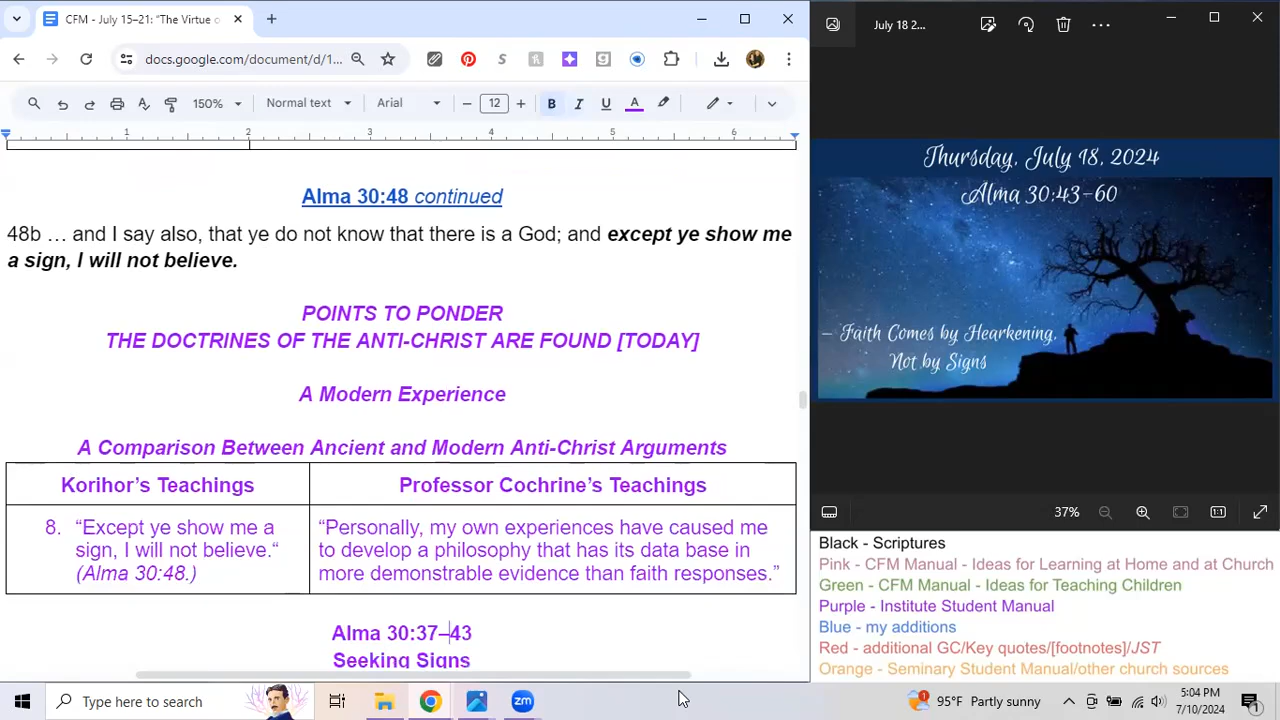 CFM - July 15–21: "The Virtue o
July 18 2...
docs.google.com/document/d/1...
150%
Normal text
Arial
12
B
I
U
A
1
2
3
4
5
6
Alma 30:48 continued
48b … and I say also, that ye do not know that there is a God; and except ye show me
a sign, I will not believe.
POINTS TO PONDER
THE DOCTRINES OF THE ANTI-CHRIST ARE FOUND [TODAY]
A Modern Experience
A Comparison Between Ancient and Modern Anti-Christ Arguments
Korihor's Teachings
Professor Cochrine's Teachings
8. "Except ye show me a
sign, I will not believe."
(Alma 30:48.)
"Personally, my own experiences have caused me
to develop a philosophy that has its data base in
more demonstrable evidence than faith responses."
Alma 30:37–43
Seeking Signs
Thursday, July 18, 2024
Alma 30:43-60
– Faith Comes by Hearkening,
Not by Signs
37%
1:1
Black - Scriptures
Pink - CFM Manual - Ideas for Learning at Home and at Church
Green - CFM Manual - Ideas for Teaching Children
Purple - Institute Student Manual
Blue - my additions
Red - additional GC/Key quotes/[footnotes]/JST
Orange - Seminary Student Manual/other church sources
Type here to search
zm
95°F Partly sunny
5:04 PM
7/10/2024